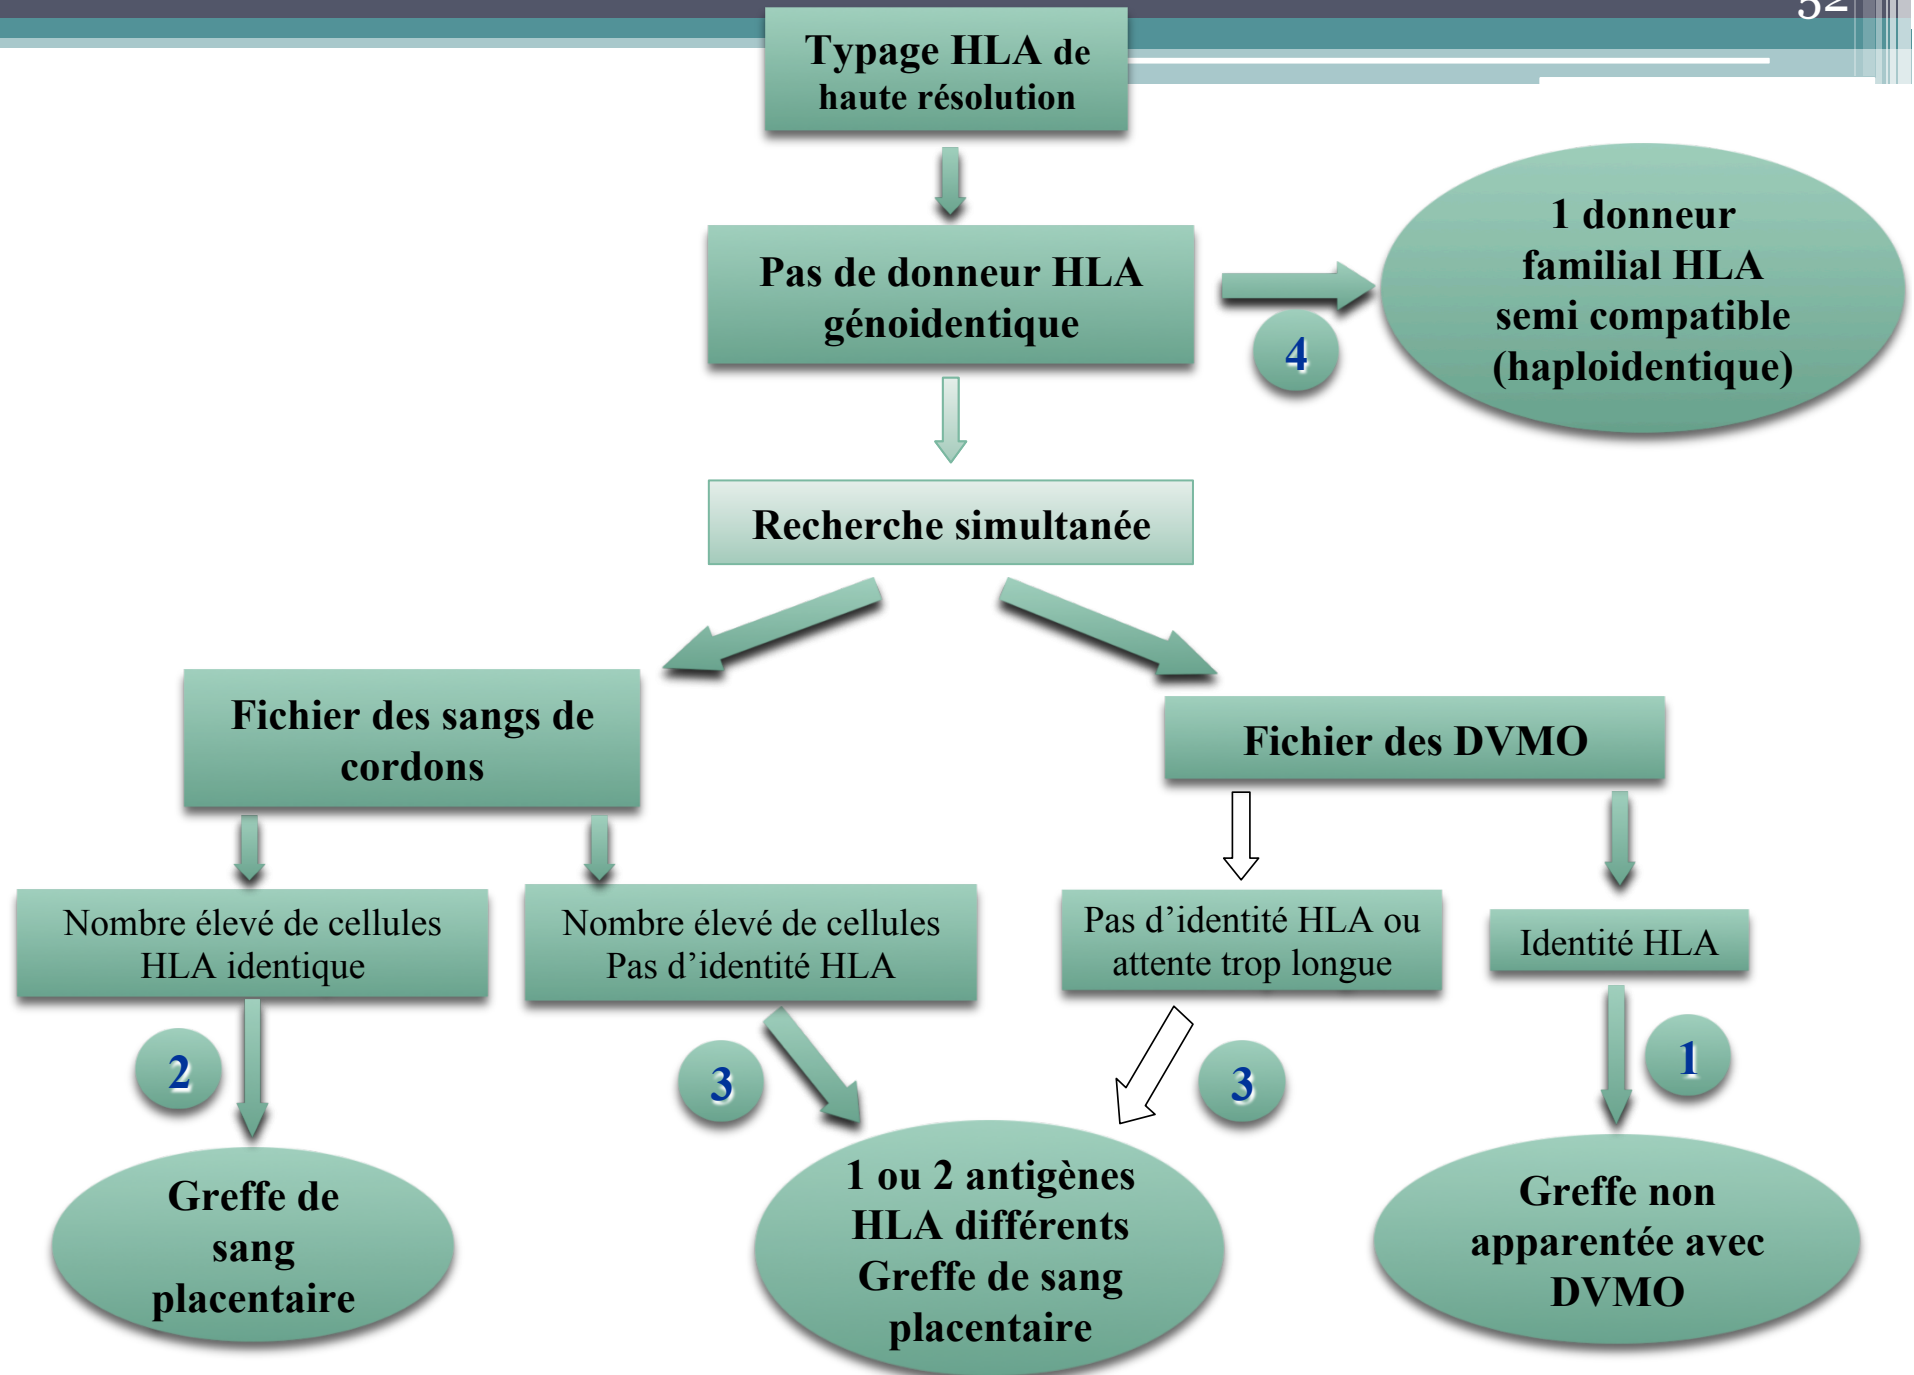 52
Typage HLA de
haute résolution
Pas de donneur HLA
génoidentique
4
1 donneur
familial HLA
semi compatible
(haploidentique)
Recherche simultanée
Fichier des sangs de
cordons
Fichier des DVMO
Nombre élevé de cellules
HLA identique
Nombre élevé de cellules
Pas d’identité HLA
Pas d’identité HLA ou
attente trop longue
Identité HLA
2
3
3
1
Greffe de
sang
placentaire
1 ou 2 antigènes
HLA différents
Greffe de sang
placentaire
Greffe non
apparentée avec
DVMO